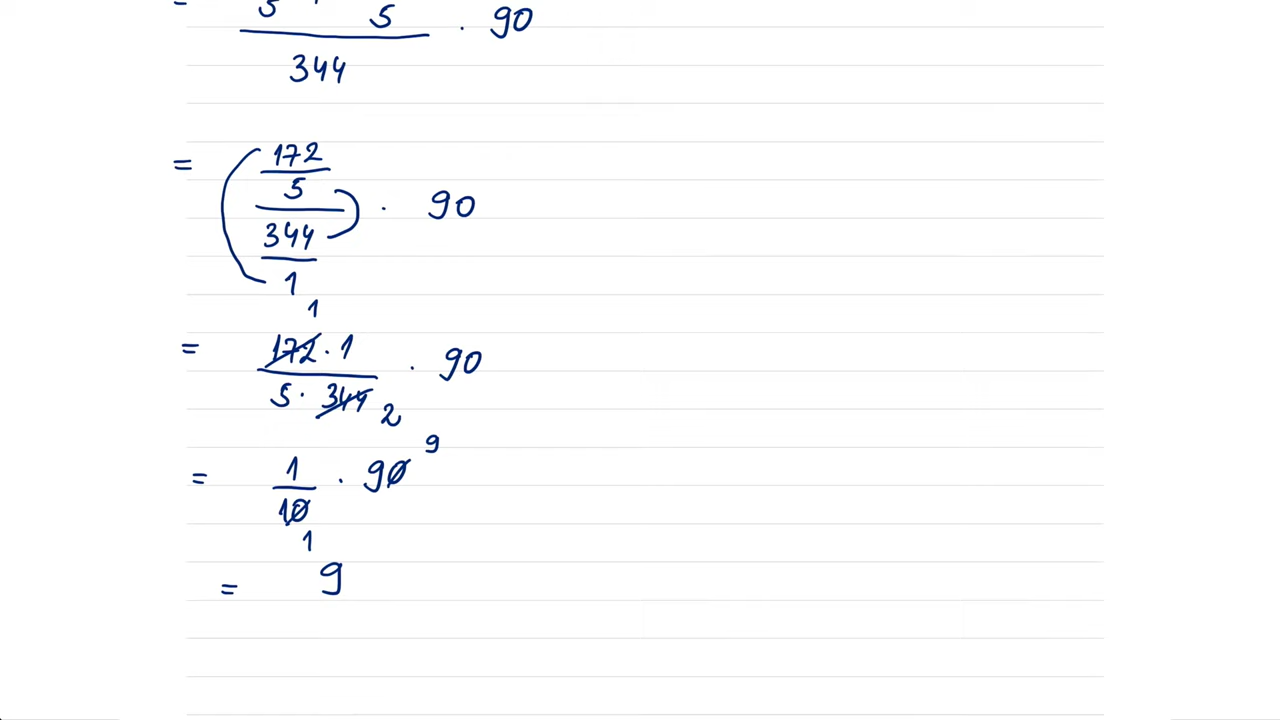 = 5 5 · 90
344
= 172
5 · 90
344
1
1
= 172 · 1 · 90
5 · 344 2
9
= 1 · 90
10
1
= 9